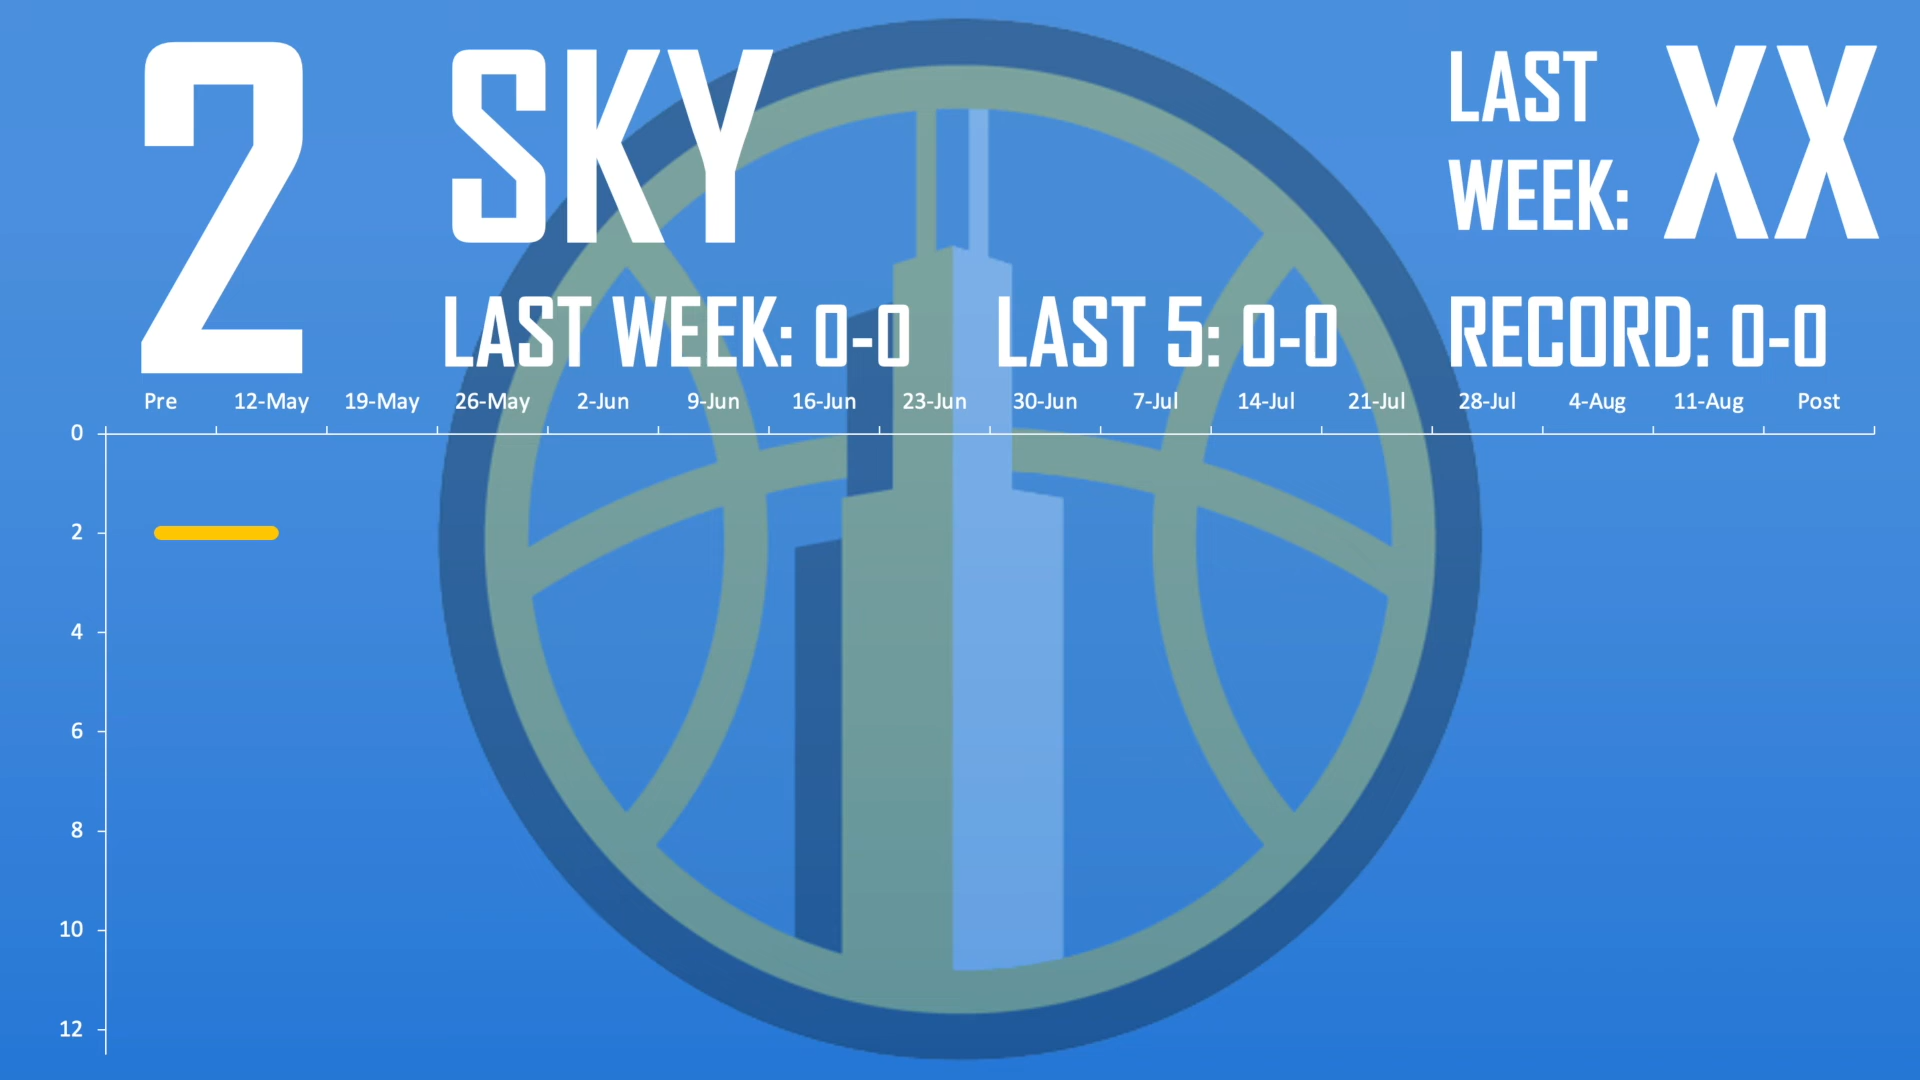 2 SKY LAST WEEK: XX
LAST WEEK: 0-0 LAST 5: 0-0 RECORD: 0-0
Pre 12-May 19-May 26-May 2-Jun 9-Jun 16-Jun 23-Jun 30-Jun 7-Jul 14-Jul 21-Jul 28-Jul 4-Aug 11-Aug Post
0
2
4
6
8
10
12